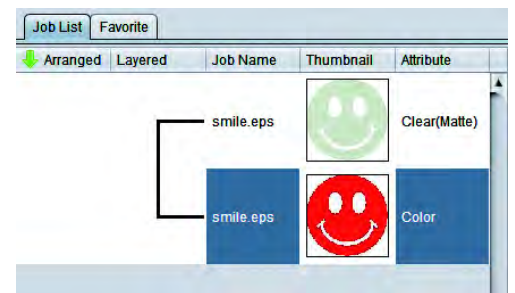 Job List Favorite
Arranged Layered Job Name Thumbnail Attribute
smile.eps Clear(Matte)
smile.eps Color